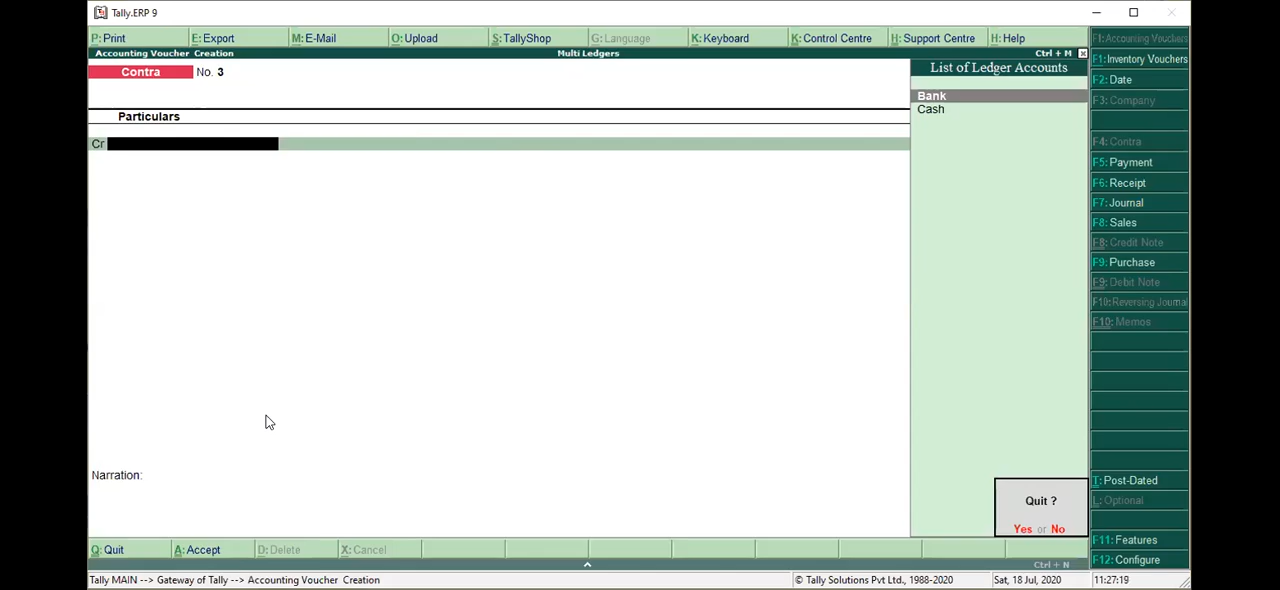 Tally.ERP 9
P: Print E: Export M: E-Mail O: Upload S: TallyShop G: Language K: Keyboard K: Control Centre H: Support Centre H: Help
F1: Accounting Vouchers
Accounting Voucher Creation Multi Ledgers Ctrl + M
Contra No. 3
List of Ledger Accounts
F1: Inventory Vouchers
F2: Date
Bank
F3: Company
Cash
Particulars
Cr
F4: Contra
F5: Payment
F6: Receipt
F7: Journal
F8: Sales
F8: Credit Note
F9: Purchase
F9: Debit Note
F10: Reversing Journal
F10: Memos
Narration:
T: Post-Dated
L: Optional
Quit ?
Yes or No
F11: Features
F12: Configure
Q: Quit A: Accept D: Delete X: Cancel
Ctrl + N
Tally MAIN --> Gateway of Tally --> Accounting Voucher Creation © Tally Solutions Pvt Ltd., 1988-2020 Sat, 18 Jul, 2020 11:27:19